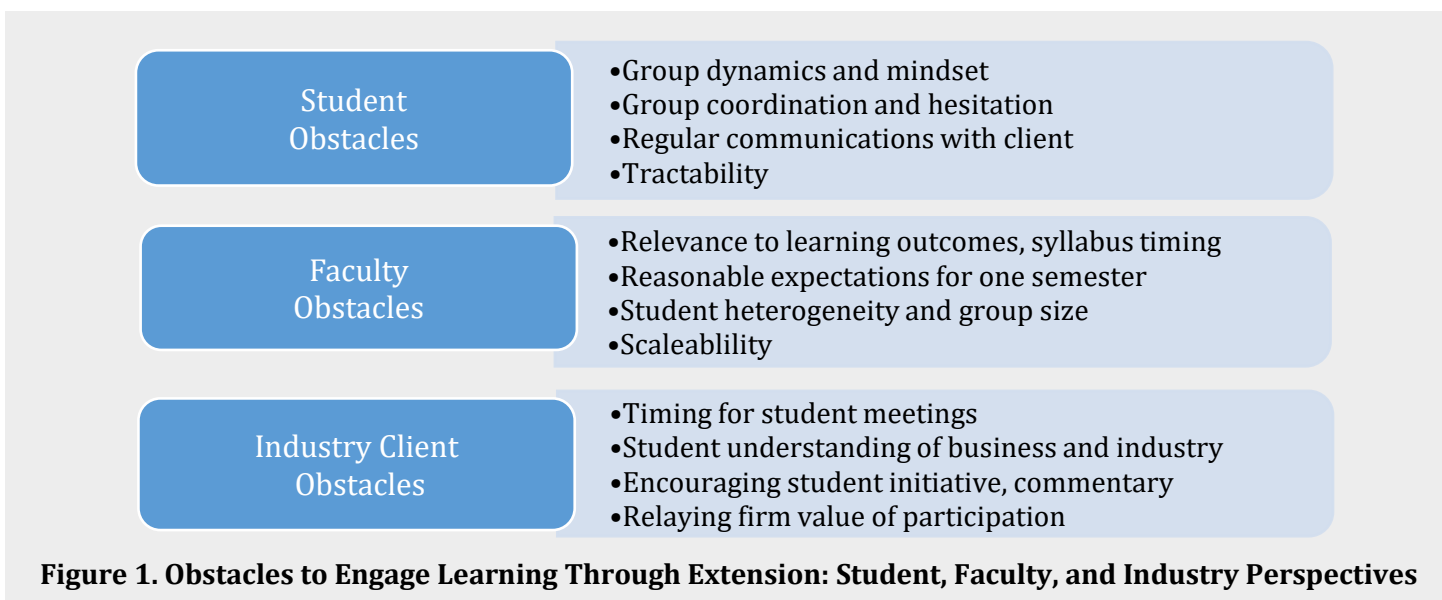 Student
Obstacles
•Group dynamics and mindset
•Group coordination and hesitation
•Regular communications with client
•Tractability
Faculty
Obstacles
•Relevance to learning outcomes, syllabus timing
•Reasonable expectations for one semester
•Student heterogeneity and group size
•Scaleablility
Industry Client
Obstacles
•Timing for student meetings
•Student understanding of business and industry
•Encouraging student initiative, commentary
•Relaying firm value of participation
Figure 1. Obstacles to Engage Learning Through Extension: Student, Faculty, and Industry Perspectives